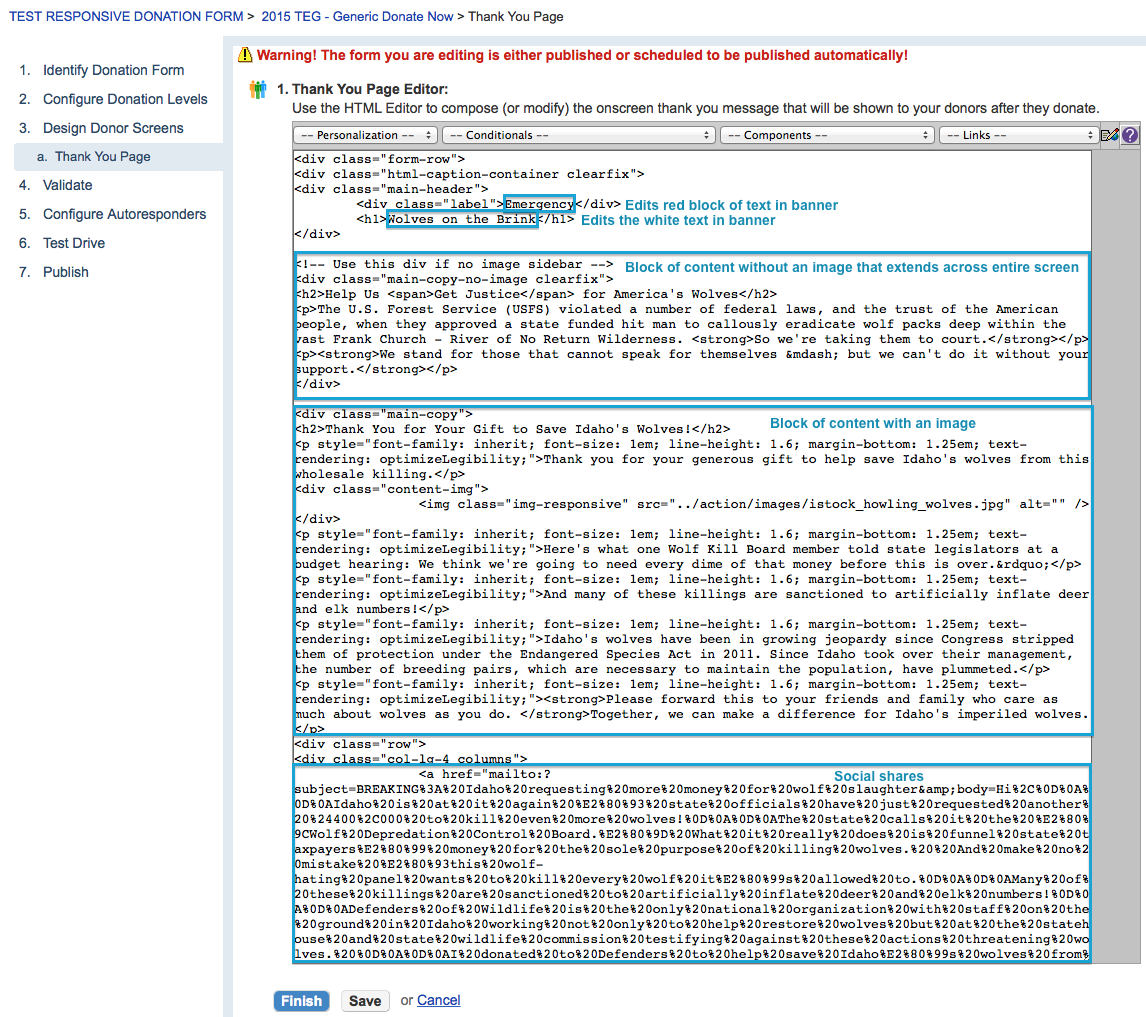 TEST RESPONSIVE DONATION FORM > 2015 TEG - Generic Donate Now > Thank You Page
1. Identify Donation Form
2. Configure Donation Levels
3. Design Donor Screens
a. Thank You Page
4. Validate
5. Configure Autoresponders
6. Test Drive
7. Publish
Warning! The form you are editing is either published or scheduled to be published automatically!
1. Thank You Page Editor:
Use the HTML Editor to compose (or modify) the onscreen thank you message that will be shown to your donors after they donate.
-- Personalization -- -- Conditionals -- -- Components -- -- Links --
<div class="form-row">
<div class="html-caption-container clearfix">
<div class="main-header">
<div class="label">Emergency</div> Edits red block of text in banner
<h1>Wolves on the Brink</h1> Edits the white text in banner
</div>
<!-- Use this div if no image sidebar --> Block of content without an image that extends across entire screen
<div class="main-copy-no-image clearfix">
<h2>Help Us <span>Get Justice</span> for America's Wolves</h2>
<p>The U.S. Forest Service (USFS) violated a number of federal laws, and the trust of the American
people, when they approved a state funded hit man to callously eradicate wolf packs deep within the
vast Frank Church - River of No Return Wilderness. <strong>So we're taking them to court.</strong></p>
<p><strong>We stand for those that cannot speak for themselves &mdash; but we can't do it without your
support.</strong></p>
</div>
<div class="main-copy">
Block of content with an image
<h2>Thank You for Your Gift to Save Idaho's Wolves!</h2>
<p style="font-family: inherit; font-size: 1em; line-height: 1.6; margin-bottom: 1.25em; text-
rendering: optimizeLegibility;">Thank you for your generous gift to help save Idaho's wolves from this
wholesale killing.</p>
<div class="content-img">
<img class="img-responsive" src="../action/images/istock_howling_wolves.jpg" alt="" />
</div>
<p style="font-family: inherit; font-size: 1em; line-height: 1.6; margin-bottom: 1.25em; text-
rendering: optimizeLegibility;">Here's what one Wolf Kill Board member told state legislators at a
budget hearing: We think we're going to need every dime of that money before this is over.&rdquo;</p>
<p style="font-family: inherit; font-size: 1em; line-height: 1.6; margin-bottom: 1.25em; text-
rendering: optimizeLegibility;">And many of these killings are sanctioned to artificially inflate deer
and elk numbers!</p>
<p style="font-family: inherit; font-size: 1em; line-height: 1.6; margin-bottom: 1.25em; text-
rendering: optimizeLegibility;">Idaho's wolves have been in growing jeopardy since Congress stripped
them of protection under the Endangered Species Act in 2011. Since Idaho took over their management,
the number of breeding pairs, which are necessary to maintain the population, have plummeted.</p>
<p style="font-family: inherit; font-size: 1em; line-height: 1.6; margin-bottom: 1.25em; text-
rendering: optimizeLegibility;"><strong>Please forward this to your friends and family who care as
much about wolves as you do. </strong>Together, we can make a difference for Idaho's imperiled wolves.
</p>
<div class="row">
<div class="col-lg-4 columns">
<a href="mailto:? Social shares
subject=BREAKING%3A%20Idaho%20requesting%20more%20money%20for%20wolf%20slaughter&amp;body=Hi%2C%0D%0A%
0D%0AIdaho%20is%20at%20it%20again%20%E2%80%93%20state%20officials%20have%20just%20requested%20another%
20%24400%2C000%20to%20kill%20even%20more%20wolves!%0D%0A%0D%0AThe%20state%20calls%20it%20the%20%E2%80%
9CWolf%20Depredation%20Control%20Board.%E2%80%9D%20What%20it%20really%20does%20is%20funnel%20state%20t
axpayers%E2%80%99%20money%20for%20the%20sole%20purpose%20of%20killing%20wolves.%20%20And%20make%20no%2
0mistake%20%E2%80%93this%20wolf-
hating%20panel%20wants%20to%20kill%20every%20wolf%20it%E2%80%99s%20allowed%20to.%0D%0A%0D%0AMany%20of%
20these%20killings%20are%20sanctioned%20to%20artificially%20inflate%20deer%20and%20elk%20numbers!%0D%0
A%0D%0ADefenders%20of%20Wildlife%20is%20the%20only%20national%20organization%20with%20staff%20on%20the
%20ground%20in%20Idaho%20working%20not%20only%20to%20help%20restore%20wolves%20but%20at%20the%20stateh
ouse%20and%20state%20wildlife%20commission%20testifying%20against%20these%20actions%20threatening%20wo
lves.%20%0D%0A%0D%0AI%20donated%20to%20Defenders%20to%20help%20save%20Idaho%E2%80%99s%20wolves%20from%
Finish Save or Cancel